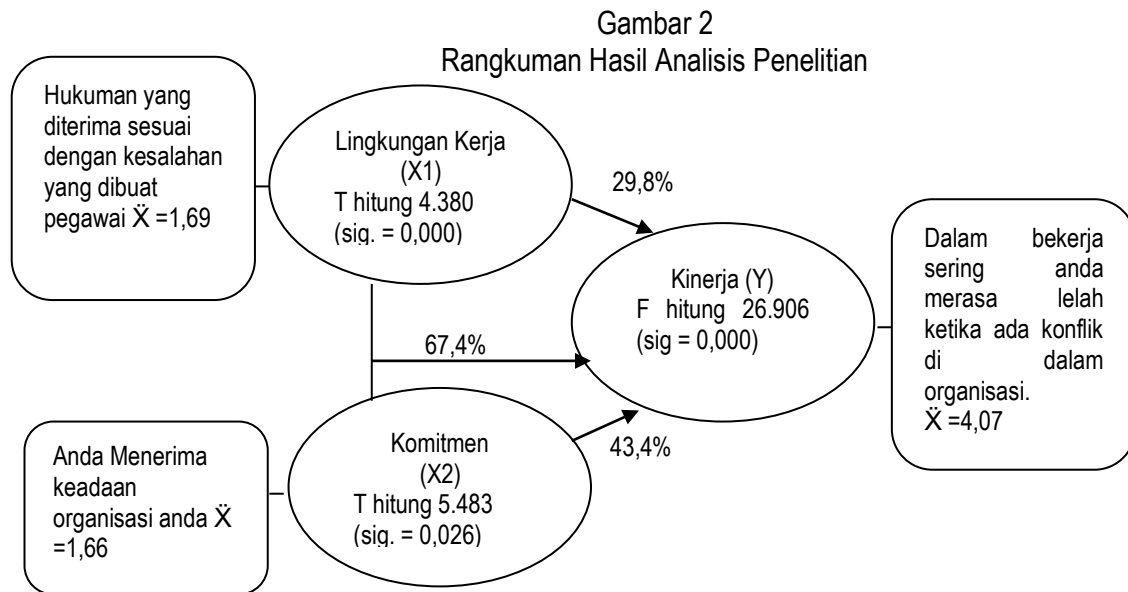 Gambar 2
Rangkuman Hasil Analisis Penelitian
Hukuman yang
diterima sesuai
dengan kesalahan
yang dibuat
pegawai Ẍ =1,69
Lingkungan Kerja
(X1)
T hitung 4.380
(sig. = 0,000)
29,8%
Kinerja (Y)
F hitung 26.906
(sig = 0,000)
Dalam bekerja
sering anda
merasa lelah
ketika ada konflik
di dalam
organisasi.
Ẍ =4,07
67,4%
Anda Menerima
keadaan
organisasi anda Ẍ
=1,66
Komitmen
(X2)
T hitung 5.483
(sig. = 0,026)
43,4%